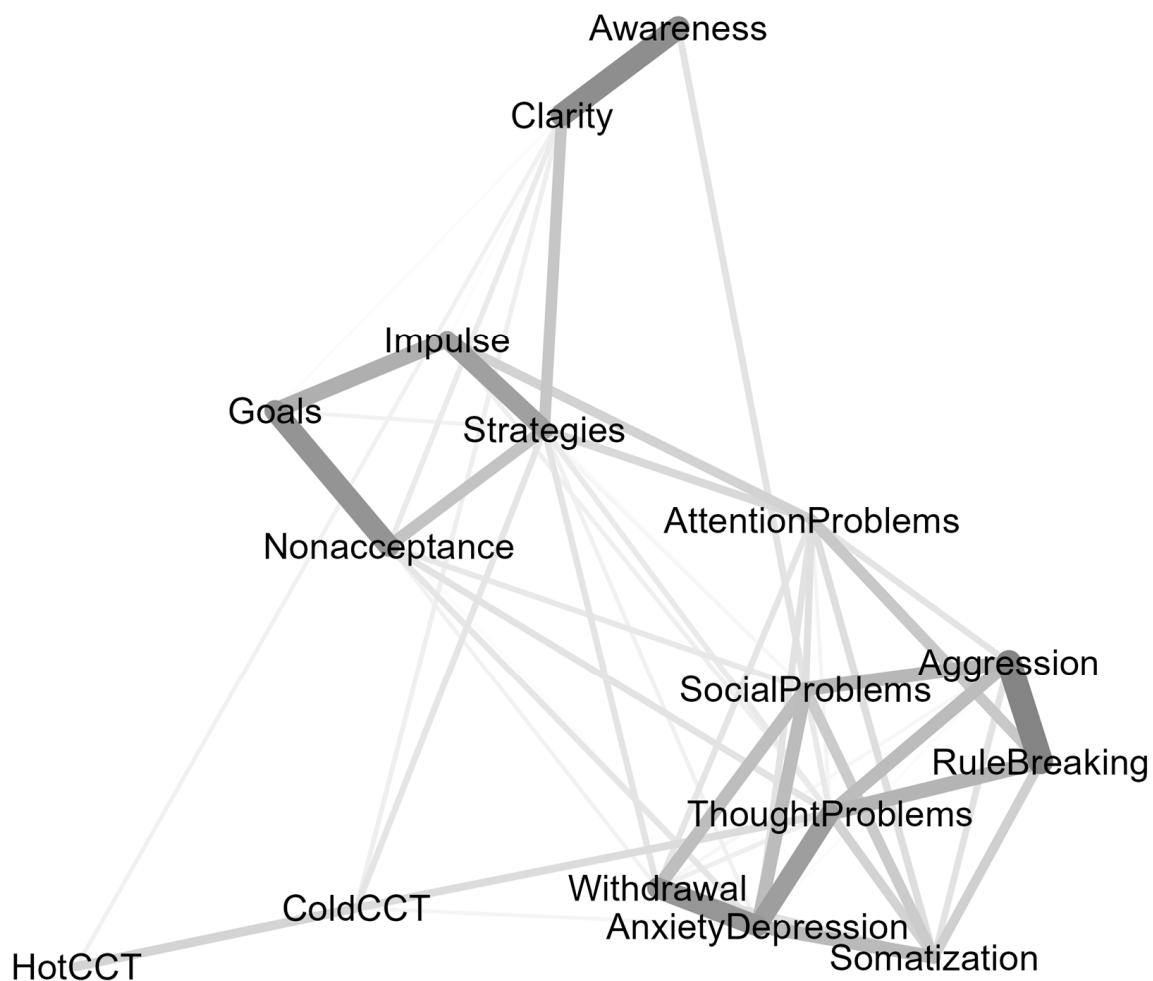 Awareness
Clarity
Impulse
Goals
Strategies
AttentionProblems
Nonacceptance
Aggression
SocialProblems
RuleBreaking
ThoughtProblems
Withdrawal
ColdCCT
AnxietyDepression
Somatization
HotCCT